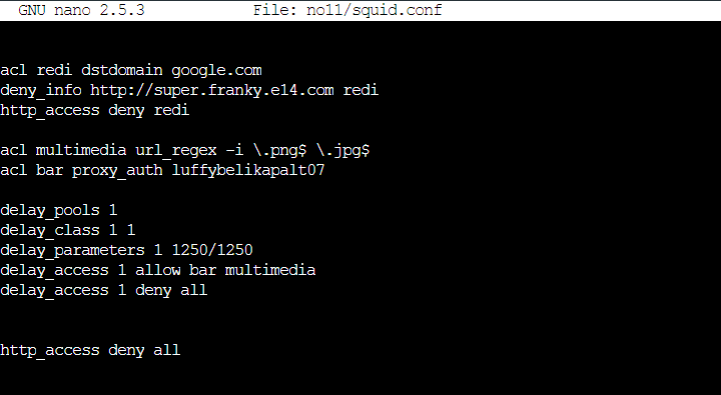 GNU nano 2.5.3 File: no11/squid.conf
acl redi dstdomain google.com
deny_info http://super.franky.e14.com redi
http_access deny redi
acl multimedia url_regex -i \.png$ \.jpg$
acl bar proxy_auth luffybelikapalt07
delay_pools 1
delay_class 1 1
delay_parameters 1 1250/1250
delay_access 1 allow bar multimedia
delay_access 1 deny all
http_access deny all